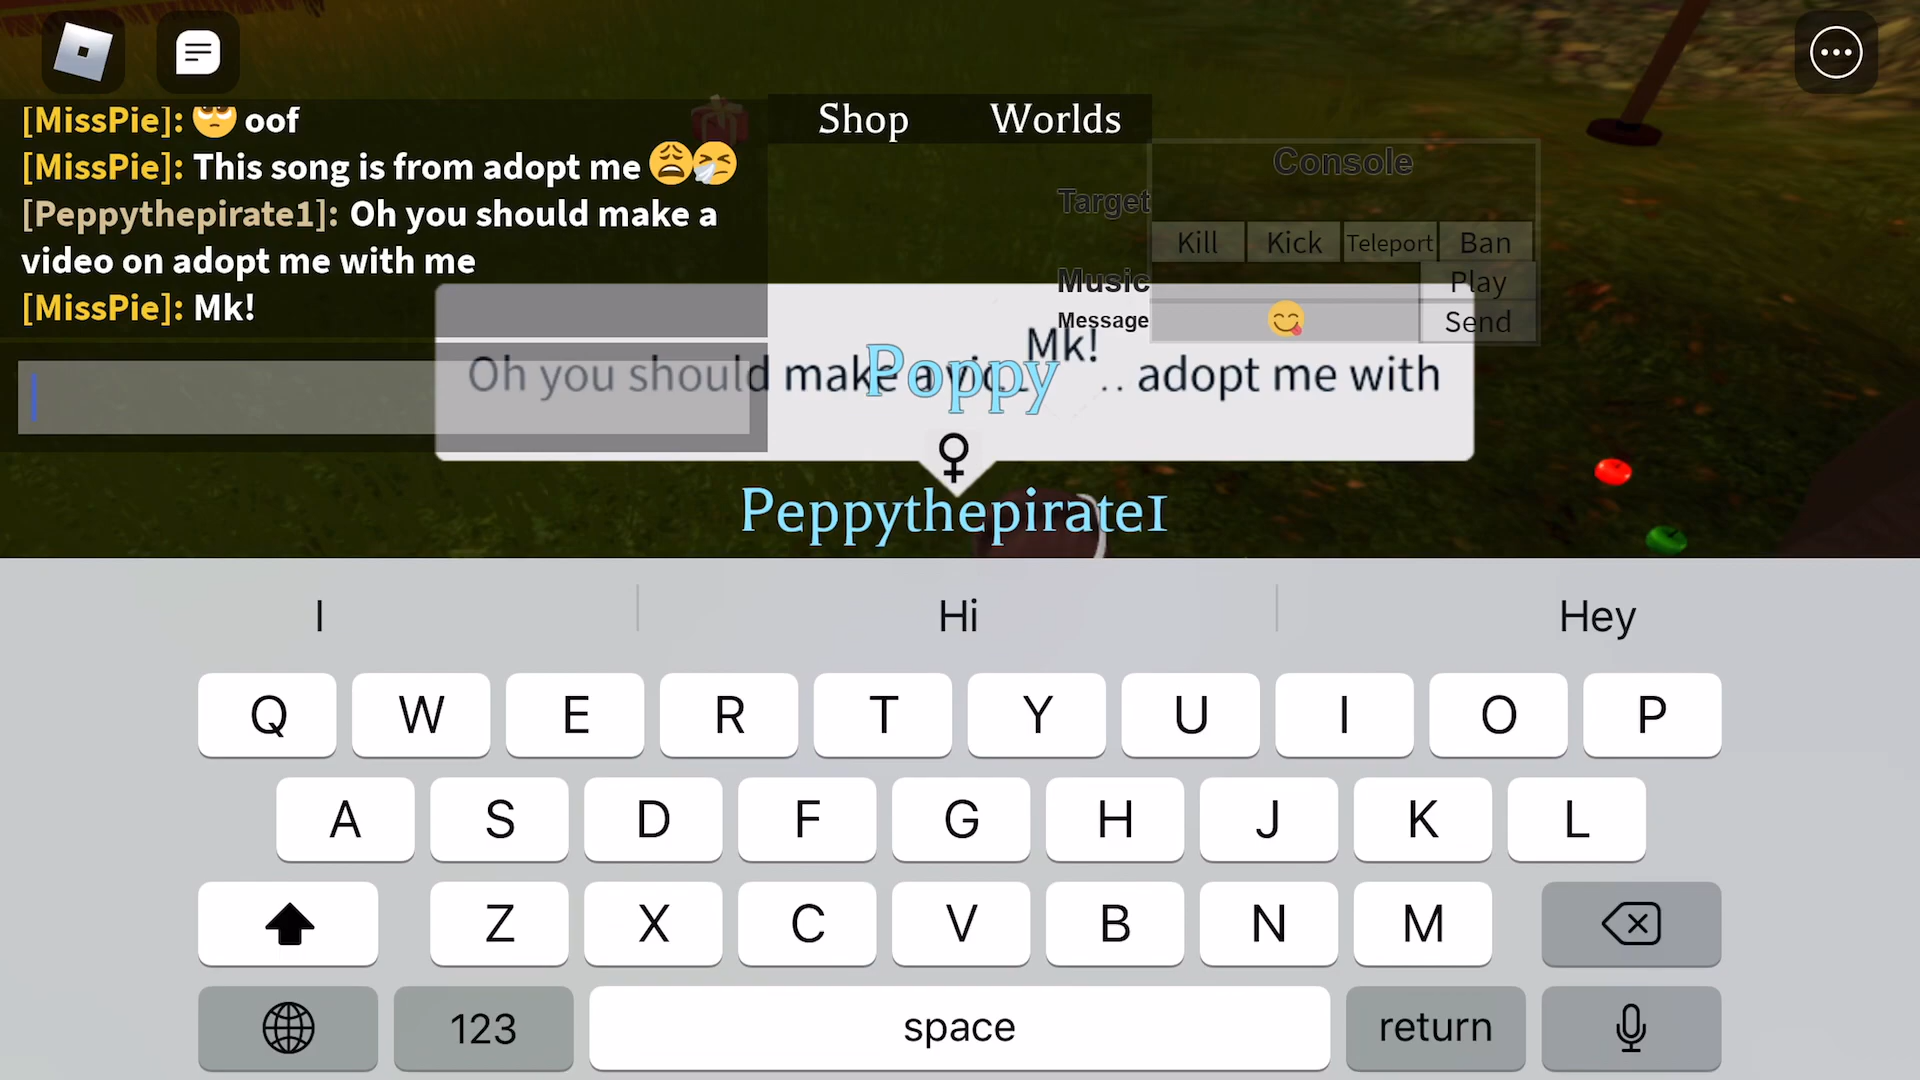 [MissPie]: 🥺 oof
[MissPie]: This song is from adopt me 😩🤧
[Peppythepirate1]: Oh you should make a
video on adopt me with me
[MissPie]: Mk!
Shop Worlds
Console
Target
Kill Kick Teleport Ban
Music Play
Message 😋 Send
Mk!
Oh you should make a adopt me with
Poppy
♀
Peppythepirate1
I Hi Hey
Q W E R T Y U I O P
A S D F G H J K L
Z X C V B N M
123 space return